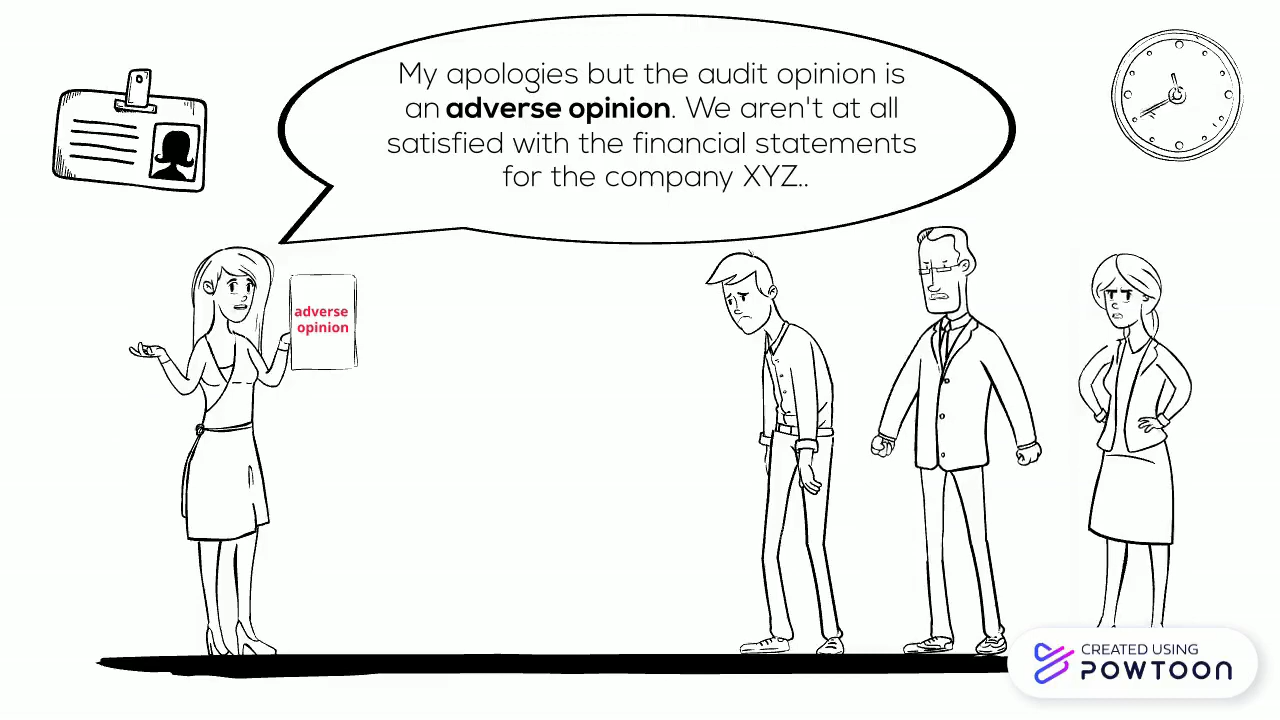 My apologies but the audit opinion is
an adverse opinion. We aren't at all
satisfied with the financial statements
for the company XYZ..
adverse
opinion
CREATED USING
POWTOON